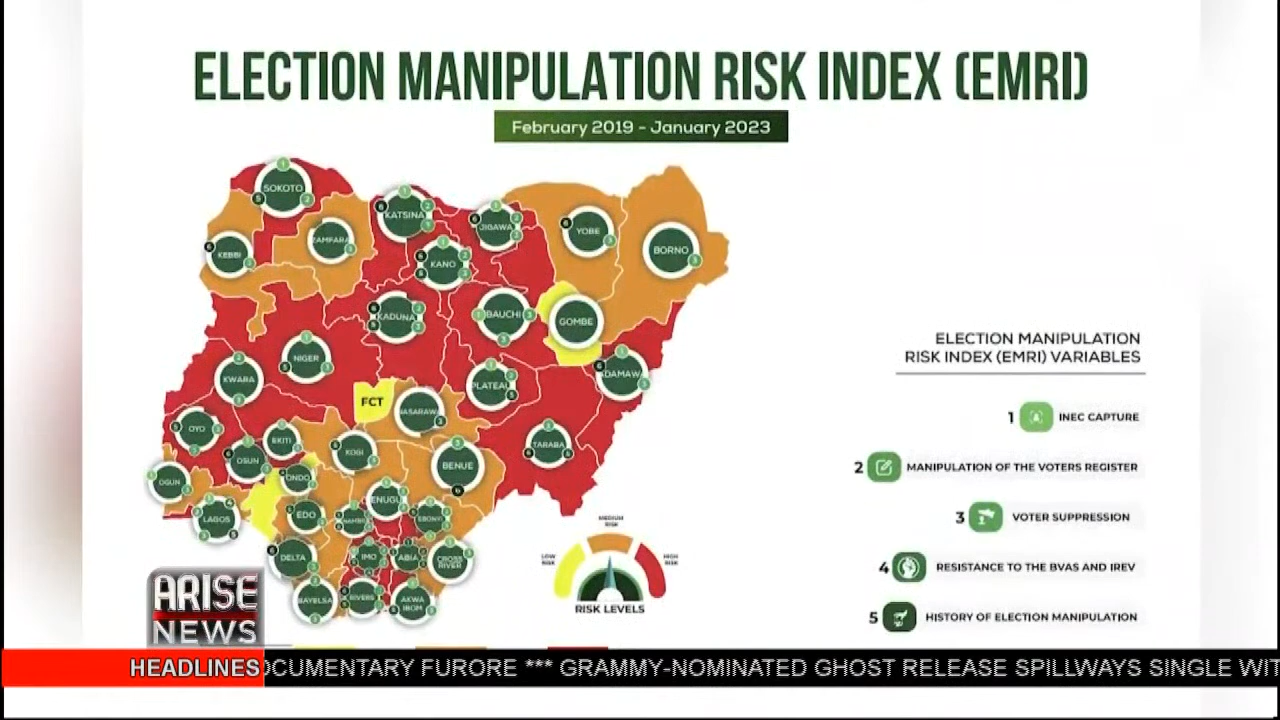 ELECTION MANIPULATION RISK INDEX (EMRI)
February 2019 - January 2023
SOKOTO
KATSINA
JIGAWA
YOBE
BORNO
ZAMFARA
KEBBI
KANO
KADUNA
BAUCHI
GOMBE
NIGER
KWARA
PLATEAU
ADAMAW
FCT
NASARAW
OYO
EKITI
OSUN
KOGI
BENUE
TARABA
OGUN
ONDO
LAGOS
EDO
ENUGU
EBONYI
DELTA
IMO
ABIA
CROSS
RIVER
BAYELSA
RIVERS
AKWA
IBOM
ELECTION MANIPULATION
RISK INDEX (EMRI) VARIABLES
1 INEC CAPTURE
2 MANIPULATION OF THE VOTERS REGISTER
3 VOTER SUPPRESSION
4 RESISTANCE TO THE BVAS AND IREV
5 HISTORY OF ELECTION MANIPULATION
MEDIUM
RISK
LOW
RISK
HIGH
RISK
RISK LEVELS
ARISE
NEWS
HEADLINES
OCUMENTARY FURORE *** GRAMMY-NOMINATED GHOST RELEASE SPILLWAYS SINGLE WIT